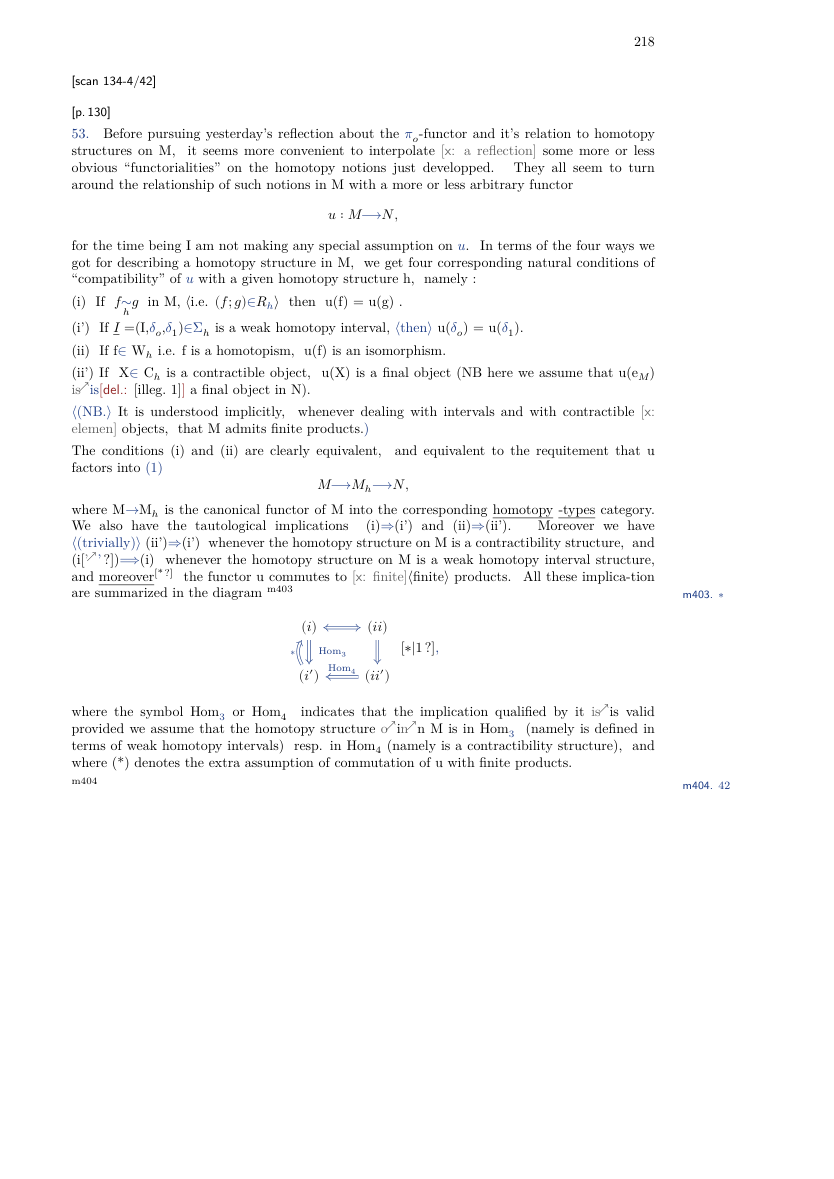 218
[scan 134-4/42]
[p. 130]
53. Before pursuing yesterday's reflection about the π_o-functor and it's relation to homotopy
structures on M, it seems more convenient to interpolate [x: a reflection] some more or less
obvious “functorialities” on the homotopy notions just developped. They all seem to turn
around the relationship of such notions in M with a more or less arbitrary functor
u : M⟶N,
for the time being I am not making any special assumption on u. In terms of the four ways we
got for describing a homotopy structure in M, we get four corresponding natural conditions of
“compatibility” of u with a given homotopy structure h, namely :
(i) If f ∼_h g in M, ⟨i.e. (f; g)∈R_h⟩ then u(f) = u(g) .
(i’) If I =(I,δ_o,δ_1)∈Σ_h is a weak homotopy interval, ⟨then⟩ u(δ_o) = u(δ_1).
(ii) If f∈ W_h i.e. f is a homotopism, u(f) is an isomorphism.
(ii’) If X∈ C_h is a contractible object, u(X) is a final object (NB here we assume that u(e_M)
is↗is[del.: [illeg. 1]] a final object in N).
⟨(NB.⟩ It is understood implicitly, whenever dealing with intervals and with contractible [x:
elemen] objects, that M admits finite products.)
The conditions (i) and (ii) are clearly equivalent, and equivalent to the requitement that u
factors into (1)
M⟶M_h⟶N,
where M→M_h is the canonical functor of M into the corresponding homotopy -types category.
We also have the tautological implications (i)⇒(i’) and (ii)⇒(ii’). Moreover we have
⟨⟨(trivially)⟩⟩ (ii’)⇒(i’) whenever the homotopy structure on M is a contractibility structure, and
(i[’↗’ ?])⟹(i) whenever the homotopy structure on M is a weak homotopy interval structure,
and moreover[* ?] the functor u commutes to [x: finite]⟨finite⟩ products. All these implica-tion
are summarized in the diagram m403
m403. *
(i) ⟺ (ii)
* ⇑ ⇓ Hom_3 ⇓ [*|1 ?],
(i′) ⟸ Hom_4 (ii′)
where the symbol Hom_3 or Hom_4 indicates that the implication qualified by it is↗is valid
provided we assume that the homotopy structure o↗in↗n M is in Hom_3 (namely is defined in
terms of weak homotopy intervals) resp. in Hom_4 (namely is a contractibility structure), and
where (*) denotes the extra assumption of commutation of u with finite products.
m404
m404. 42